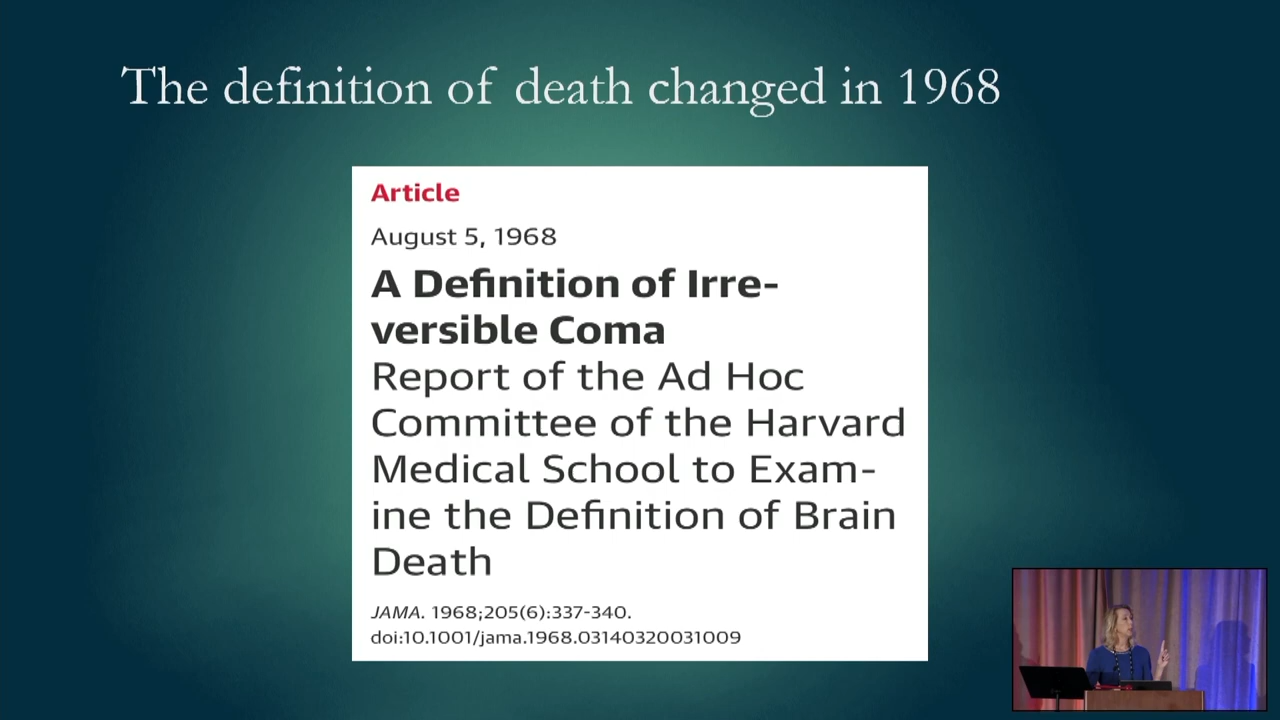 The definition of death changed in 1968
Article
August 5, 1968
A Definition of Irre-
versible Coma
Report of the Ad Hoc
Committee of the Harvard
Medical School to Exam-
ine the Definition of Brain
Death
JAMA. 1968;205(6):337-340.
doi:10.1001/jama.1968.03140320031009